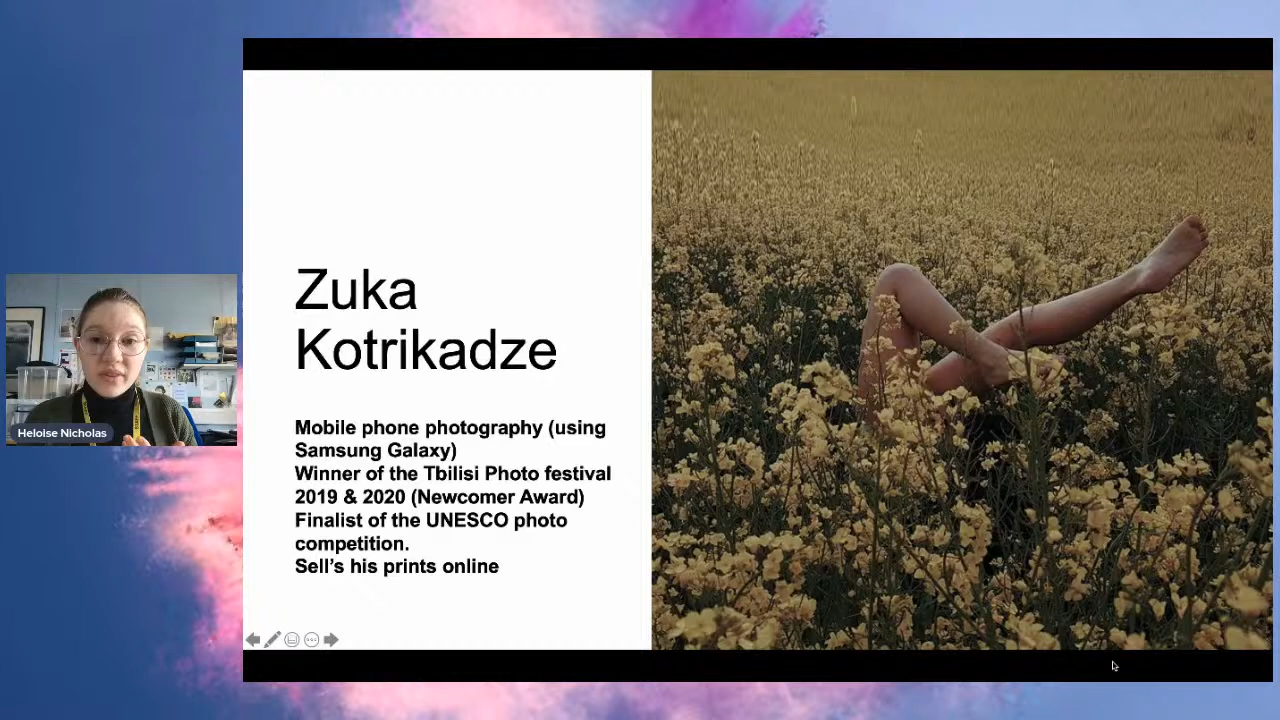 Zuka
Kotrikadze
Mobile phone photography (using
Samsung Galaxy)
Winner of the Tbilisi Photo festival
2019 & 2020 (Newcomer Award)
Finalist of the UNESCO photo
competition.
Sell's his prints online
Heloise Nicholas